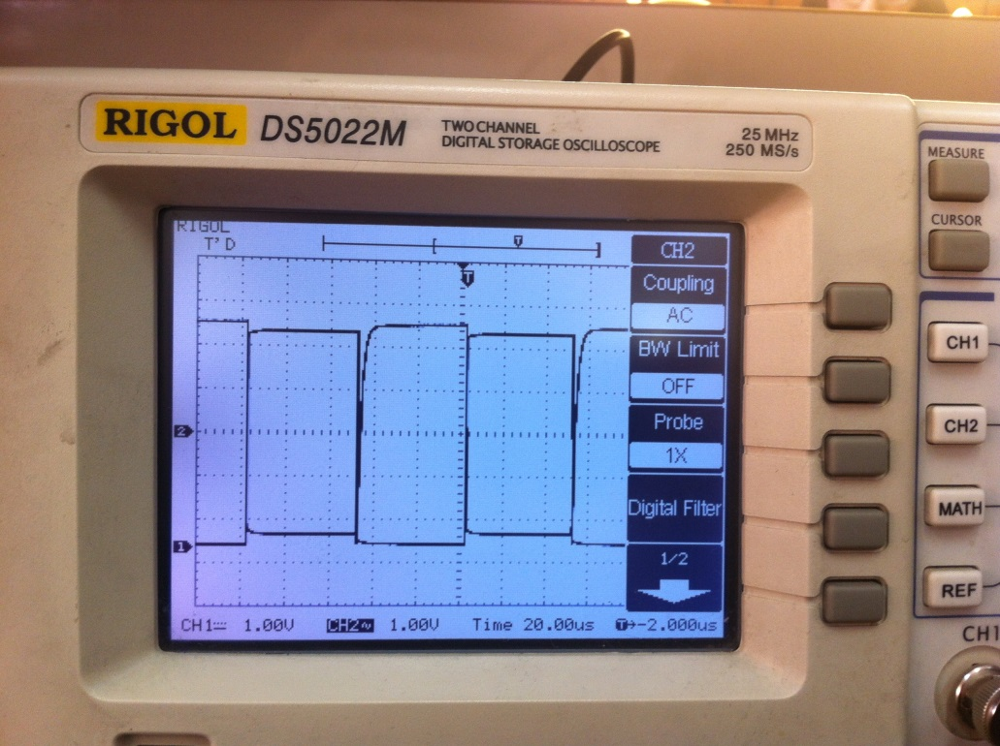 RIGOL DS5022M TWO CHANNEL
DIGITAL STORAGE OSCILLOSCOPE
25 MHz
250 MS/s
MEASURE
CURSOR
CH1
CH2
MATH
REF
CH1
RIGOL
T'D
T
T
CH2
Coupling
AC
BW Limit
OFF
Probe
1X
Digital Filter
1/2
2
1
CH1 1.00V CH2 1.00V Time 20.00us T→-2.000us